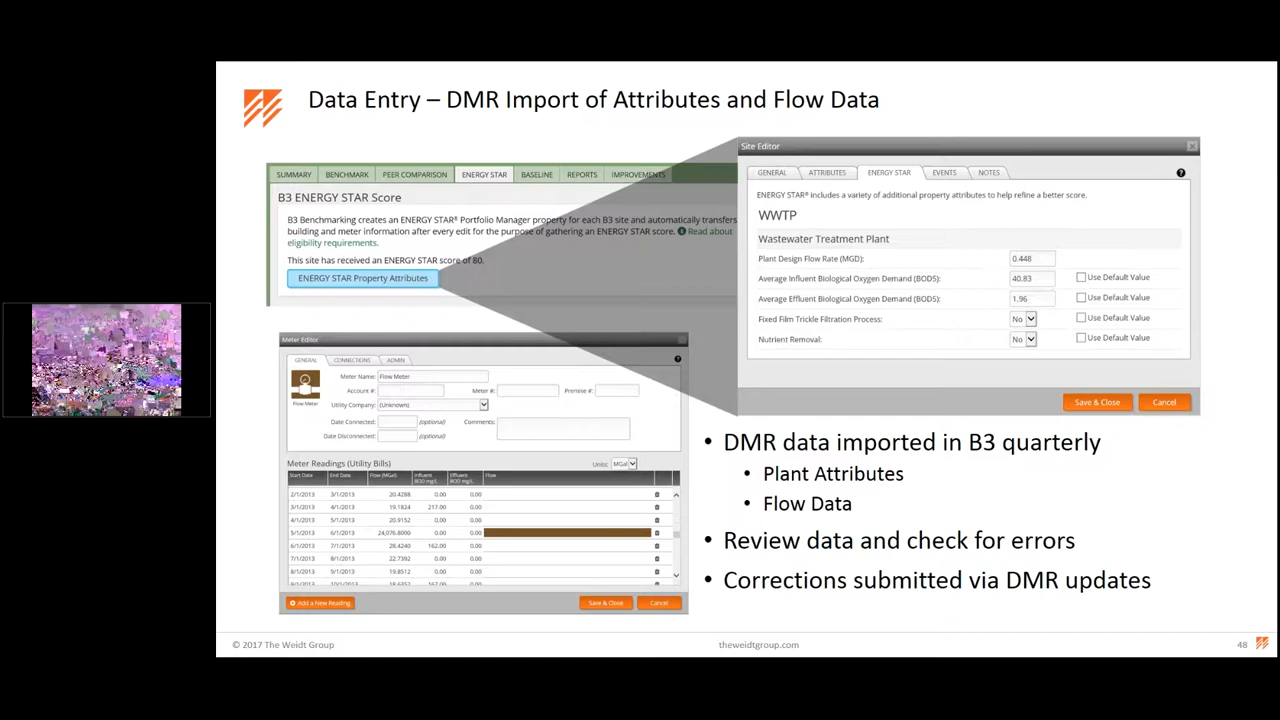 Data Entry – DMR Import of Attributes and Flow Data
SUMMARY BENCHMARK PEER COMPARISON ENERGY STAR BASELINE REPORTS IMPROVEMENTS
B3 ENERGY STAR Score
B3 Benchmarking creates an ENERGY STAR® Portfolio Manager property for each B3 site and automatically transfers
building and meter information after every edit for the purpose of gathering an ENERGY STAR score. Read about
eligibility requirements.
This site has received an ENERGY STAR score of 80.
ENERGY STAR Property Attributes
Site Editor
GENERAL ATTRIBUTES ENERGY STAR EVENTS NOTES
ENERGY STAR® includes a variety of additional property attributes to help refine a better score.
WWTP
Wastewater Treatment Plant
Plant Design Flow Rate (MGD): 0.448
Average Influent Biological Oxygen Demand (BOD5): 40.83 Use Default Value
Average Effluent Biological Oxygen Demand (BOD5): 1.96 Use Default Value
Fixed Film Trickle Filtration Process: No Use Default Value
Nutrient Removal: No Use Default Value
Save & Close Cancel
Meter Editor
GENERAL CONNECTIONS ADMIN
Flow Meter
Meter Name: Flow Meter
Account #: Meter #: Premise #:
Utility Company: (Unknown)
Date Connected: (optional) Comments:
Date Disconnected: (optional)
Meter Readings (Utility Bills) Units: MGal
Start Date End Date Flow (MGal) Influent BOD mg/L Effluent BOD mg/L Flow
2/1/2013 3/1/2013 20.4288 0.00 0.00
3/1/2013 4/1/2013 19.1824 217.00 0.00
4/1/2013 5/1/2013 20.9152 0.00 0.00
5/1/2013 6/1/2013 24,076.8000 0.00 0.00
6/1/2013 7/1/2013 28.4240 162.00 0.00
7/1/2013 8/1/2013 22.7392 0.00 0.00
8/1/2013 9/1/2013 19.8512 0.00 0.00
Add a New Reading Save & Close Cancel
• DMR data imported in B3 quarterly
• Plant Attributes
• Flow Data
• Review data and check for errors
• Corrections submitted via DMR updates
© 2017 The Weidt Group theweidtgroup.com 48